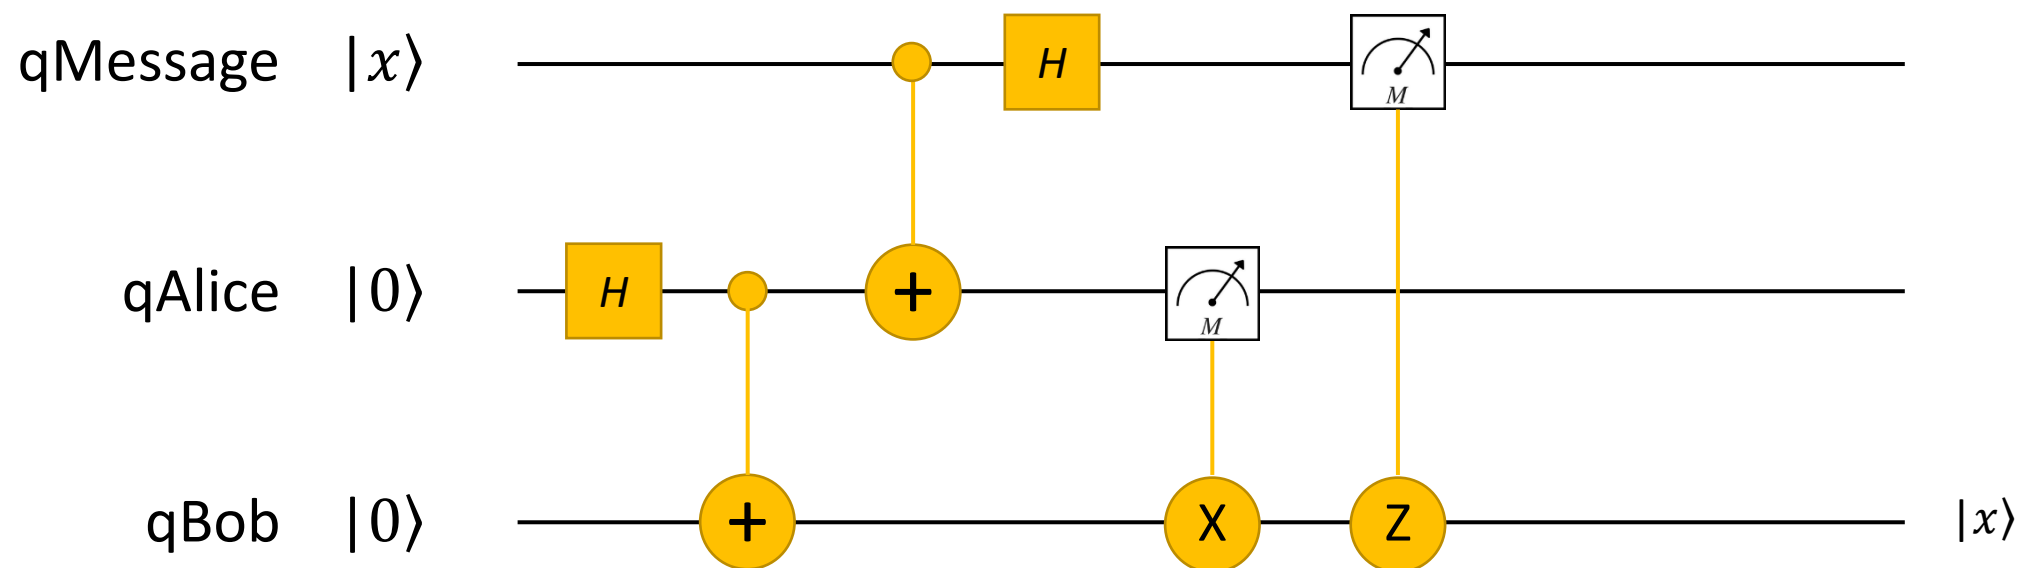 qMessage |x⟩ H M
qAlice |0⟩ H + M
qBob |0⟩ + X Z |x⟩